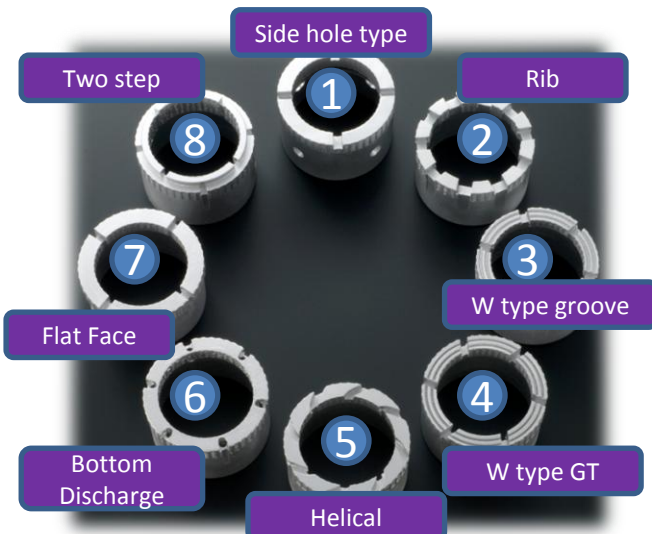 Side hole type
1
Rib
2
W type groove
3
W type GT
4
Helical
5
Bottom
Discharge
6
Flat Face
7
Two step
8